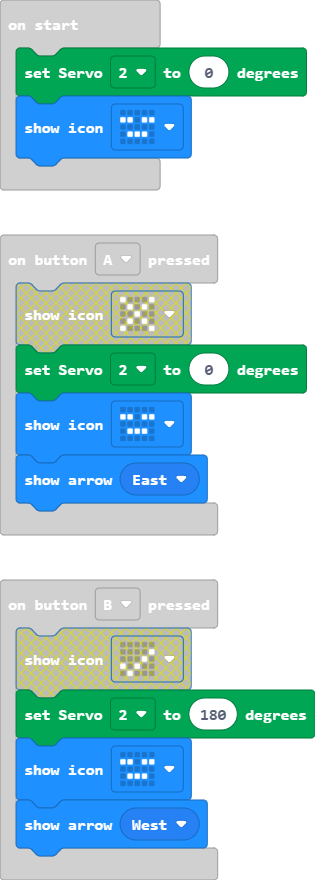 on start
set Servo 2 to 0 degrees
show icon
on button A pressed
show icon
set Servo 2 to 0 degrees
show icon
show arrow East
on button B pressed
show icon
set Servo 2 to 180 degrees
show icon
show arrow West